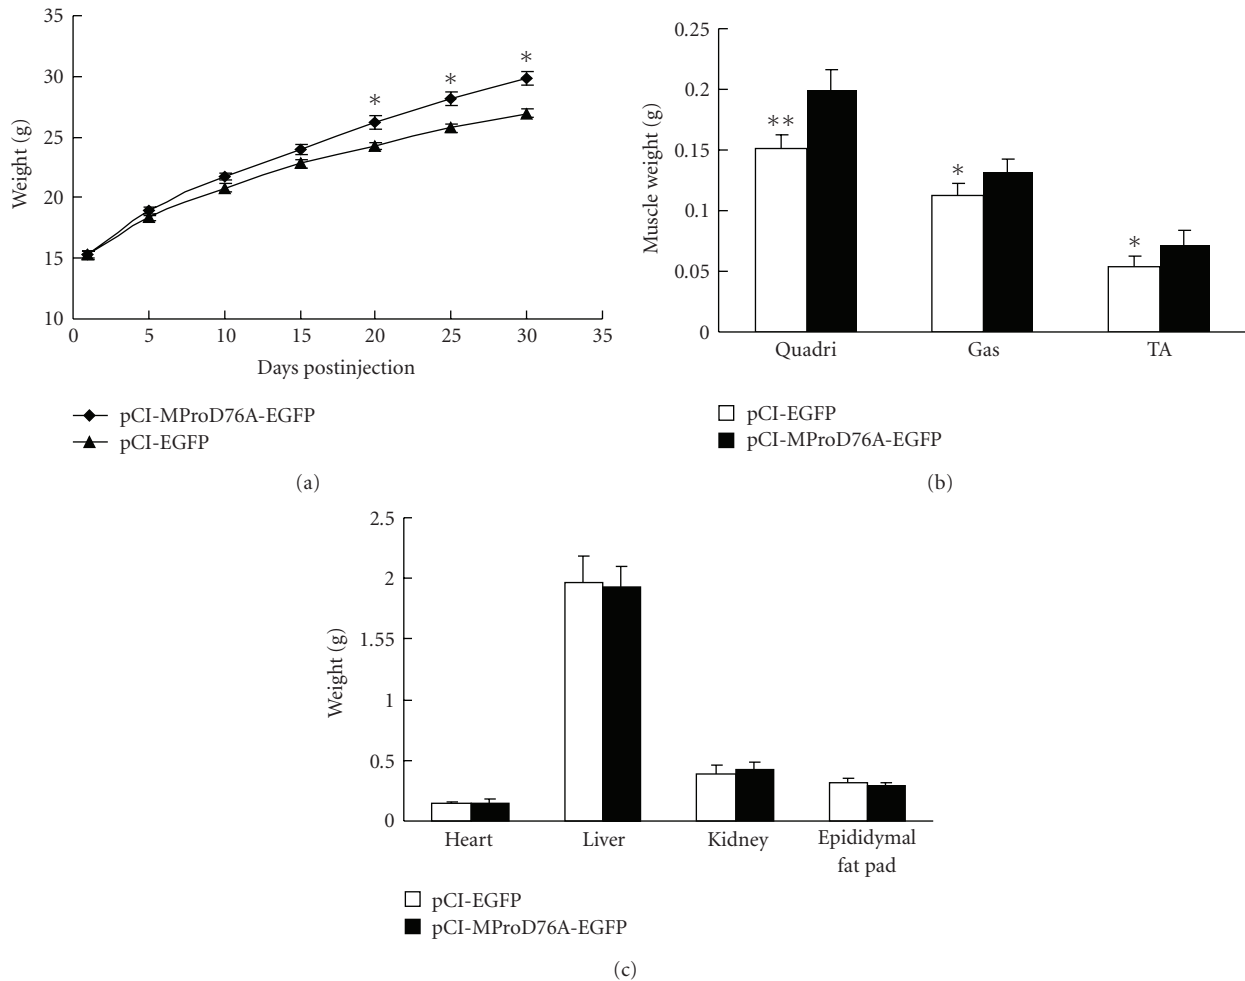 35
30
25
20
15
10
Weight (g)
* * *
0 5 10 15 20 25 30 35
Days postinjection
pCI-MProD76A-EGFP
pCI-EGFP
(a)
0.25
0.2
0.15
0.1
0.05
0
Muscle weight (g)
** * *
Quadri Gas TA
pCI-EGFP
pCI-MProD76A-EGFP
(b)
2.5
2
1.55
1
0.5
0
Weight (g)
Heart Liver Kidney Epididymal
fat pad
pCI-EGFP
pCI-MProD76A-EGFP
(c)